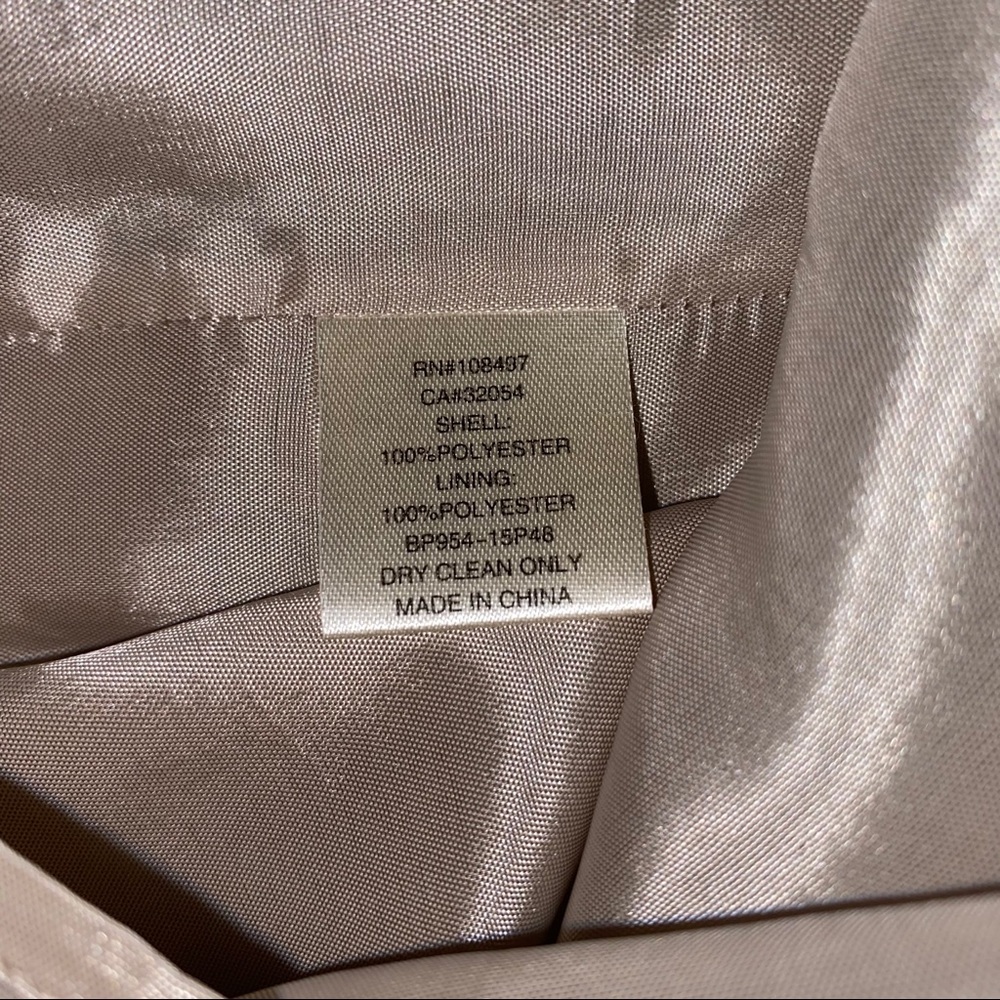 RN#108497
CA#32054
SHELL:
100%POLYESTER
LINING:
100%POLYESTER
BP954-15P48
DRY CLEAN ONLY
MADE IN CHINA